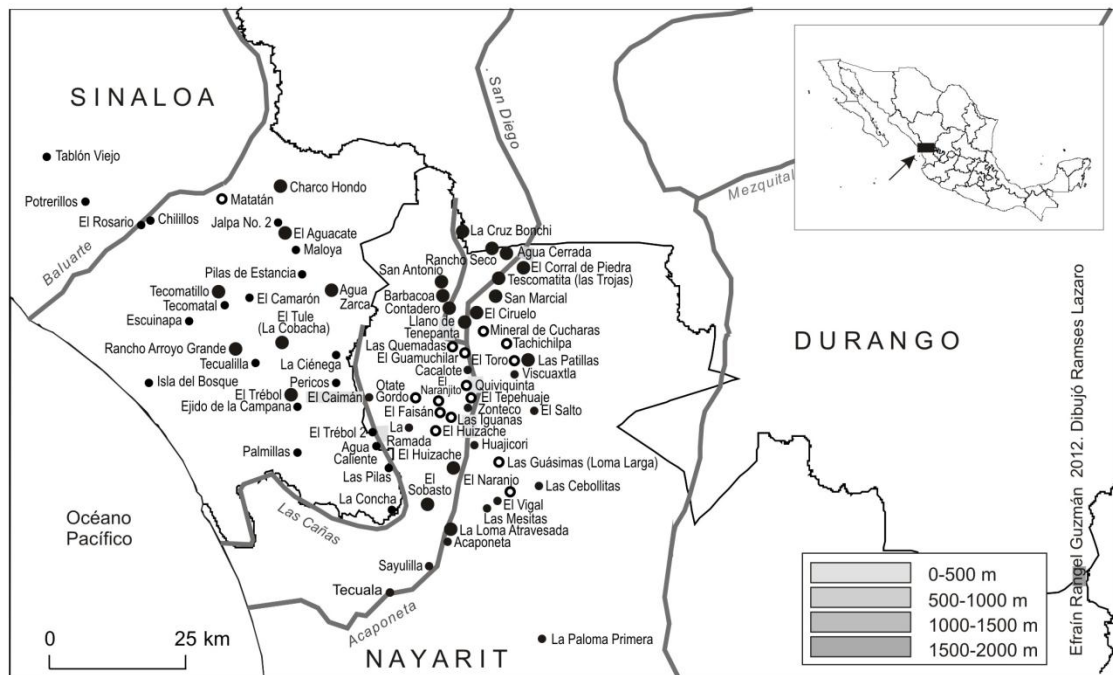 SINALOA
Tablón Viejo
Potrerillos
El Rosario
Chilillos
Baluarte
Matatán
Charco Hondo
Jalpa No. 2
El Aguacate
Maloya
Pilas de Estancia
Tecomatillo
Tecomatal
El Camarón
Agua
Zarca
Escuinapa
El Tule
(La Cobacha)
Rancho Arroyo Grande
Tecualilla
La Ciénega
Isla del Bosque
Pericos
El Trébol
El Caimán
Ejido de la Campana
El Trébol 2
Palmillas
Agua
Caliente
Las Pilas
La Concha
Las Cañas
Océano
Pacífico
San Diego
Mezquital
La Cruz Bonchi
Rancho
Seco
Agua Cerrada
El Corral de Piedra
San Antonio
Tescomatita (las Trojas)
Barbacoa
San Marcial
Contadero
El Ciruelo
Llano de
Tenepanta
Mineral de Cucharas
Las Quemadas
Tachichilpa
El Guamuchilar
El Toro
Las Patillas
Cacalote
Viscuaxtla
Otate
Gordo
El
Naranjito
Quiviquinta
El Tepehuaje
El Faisán
Zonteco
El Salto
Las Iguanas
La
Ramada
El Huizache
Huajicori
El Huizache
Las Guásimas (Loma Larga)
El
Sobasto
El Naranjo
Las Cebollitas
El Vigal
Las Mesitas
La Loma Atravesada
Acaponeta
Sayulilla
Tecuala
Acaponeta
La Paloma Primera
NAYARIT
DURANGO
0
25 km
0-500 m
500-1000 m
1000-1500 m
1500-2000 m
Efraín Rangel Guzmán 2012. Dibujó Ramses Lazaro